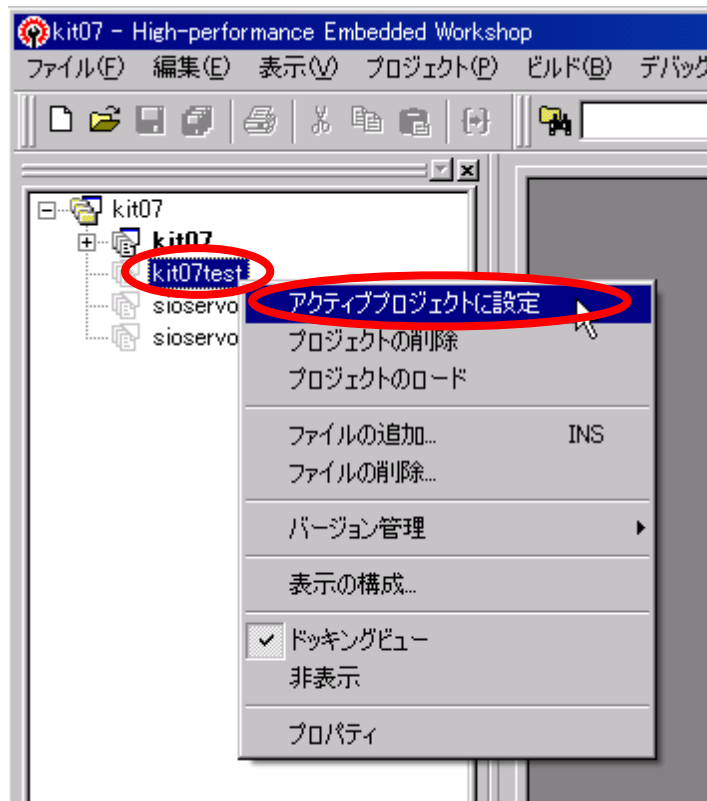 kit07 - High-performance Embedded Workshop
ファイル(F) 編集(E) 表示(V) プロジェクト(P) ビルド(B) デバッグ
kit07
kit07
kit07test
sioservo
sioservo
アクティブプロジェクトに設定
プロジェクトの削除
プロジェクトのロード
ファイルの追加... INS
ファイルの削除...
バージョン管理
表示の構成...
ドッキングビュー
非表示
プロパティ